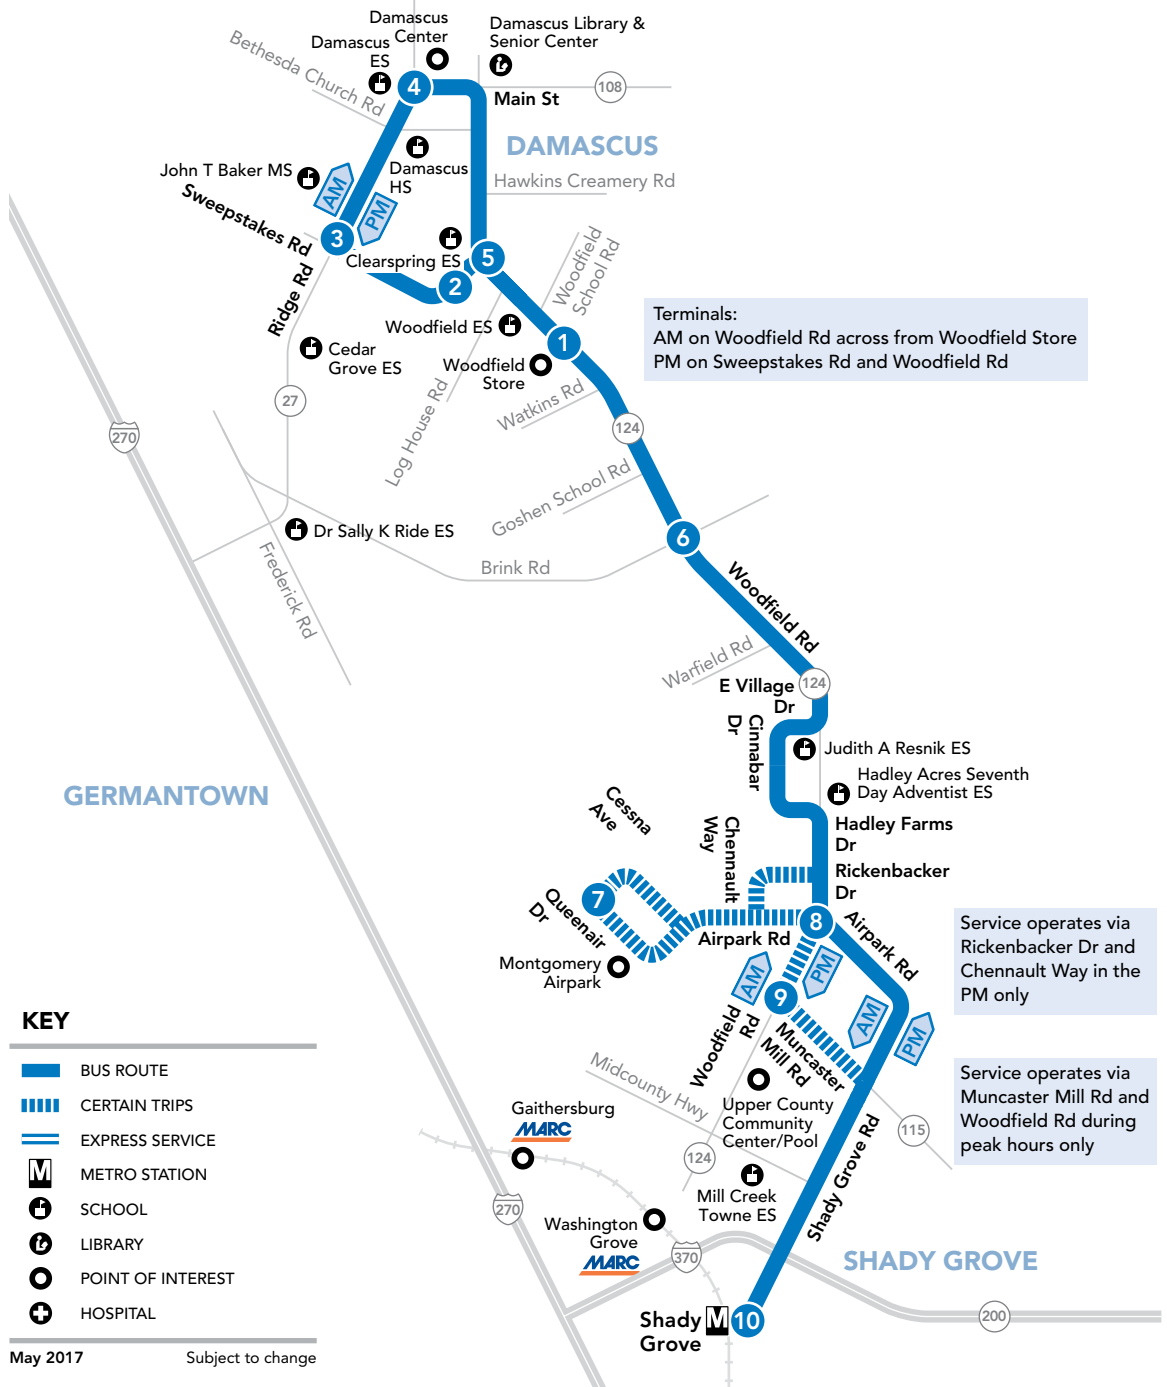 Damascus
Center
Damascus Library &
Senior Center
Damascus
ES
Bethesda Church Rd
4
108
Main St
DAMASCUS
John T Baker MS
Damascus
HS
Hawkins Creamery Rd
AM
PM
Sweepstakes Rd
3
Clearspring ES
5
2
Woodfield
School Rd
Ridge Rd
Woodfield ES
1
Cedar
Grove ES
Woodfield
Store
Terminals:
AM on Woodfield Rd across from Woodfield Store
PM on Sweepstakes Rd and Woodfield Rd
27
Log House Rd
Watkins Rd
124
270
Goshen School Rd
Dr Sally K Ride ES
6
Frederick Rd
Brink Rd
Woodfield Rd
Warfield Rd
E Village
Dr
124
Cinnabar
Dr
Judith A Resnik ES
Hadley Acres Seventh
Day Adventist ES
GERMANTOWN
Cessna
Ave
Chennault
Way
Hadley Farms
Dr
Rickenbacker
Dr
7
Queenair
Dr
8
Airpark Rd
Airpark Rd
Montgomery
Airpark
AM
PM
9
Service operates via
Rickenbacker Dr and
Chennault Way in the
PM only
AM
PM
Woodfield
Rd
Muncaster
Mill Rd
Midcounty Hwy
Upper County
Community
Center/Pool
115
Service operates via
Muncaster Mill Rd and
Woodfield Rd during
peak hours only
Gaithersburg
MARC
124
Mill Creek
Towne ES
Shady Grove Rd
270
Washington
Grove
MARC
370
SHADY GROVE
200
Shady
Grove
M
10
KEY
BUS ROUTE
CERTAIN TRIPS
EXPRESS SERVICE
M
METRO STATION
SCHOOL
LIBRARY
POINT OF INTEREST
HOSPITAL
May 2017
Subject to change